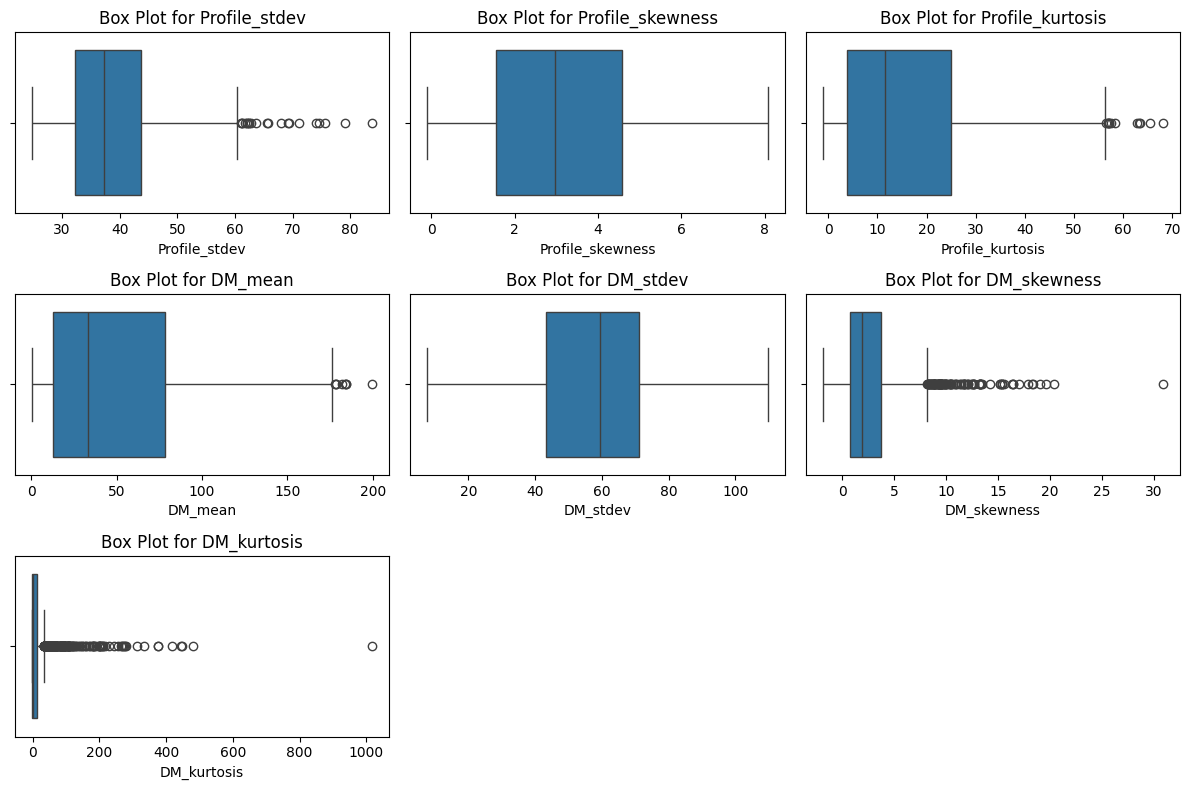 Box Plot for Profile_stdev
30 40 50 60 70 80
Profile_stdev
Box Plot for Profile_skewness
0 2 4 6 8
Profile_skewness
Box Plot for Profile_kurtosis
0 10 20 30 40 50 60 70
Profile_kurtosis
Box Plot for DM_mean
0 50 100 150 200
DM_mean
Box Plot for DM_stdev
20 40 60 80 100
DM_stdev
Box Plot for DM_skewness
0 5 10 15 20 25 30
DM_skewness
Box Plot for DM_kurtosis
0 200 400 600 800 1000
DM_kurtosis